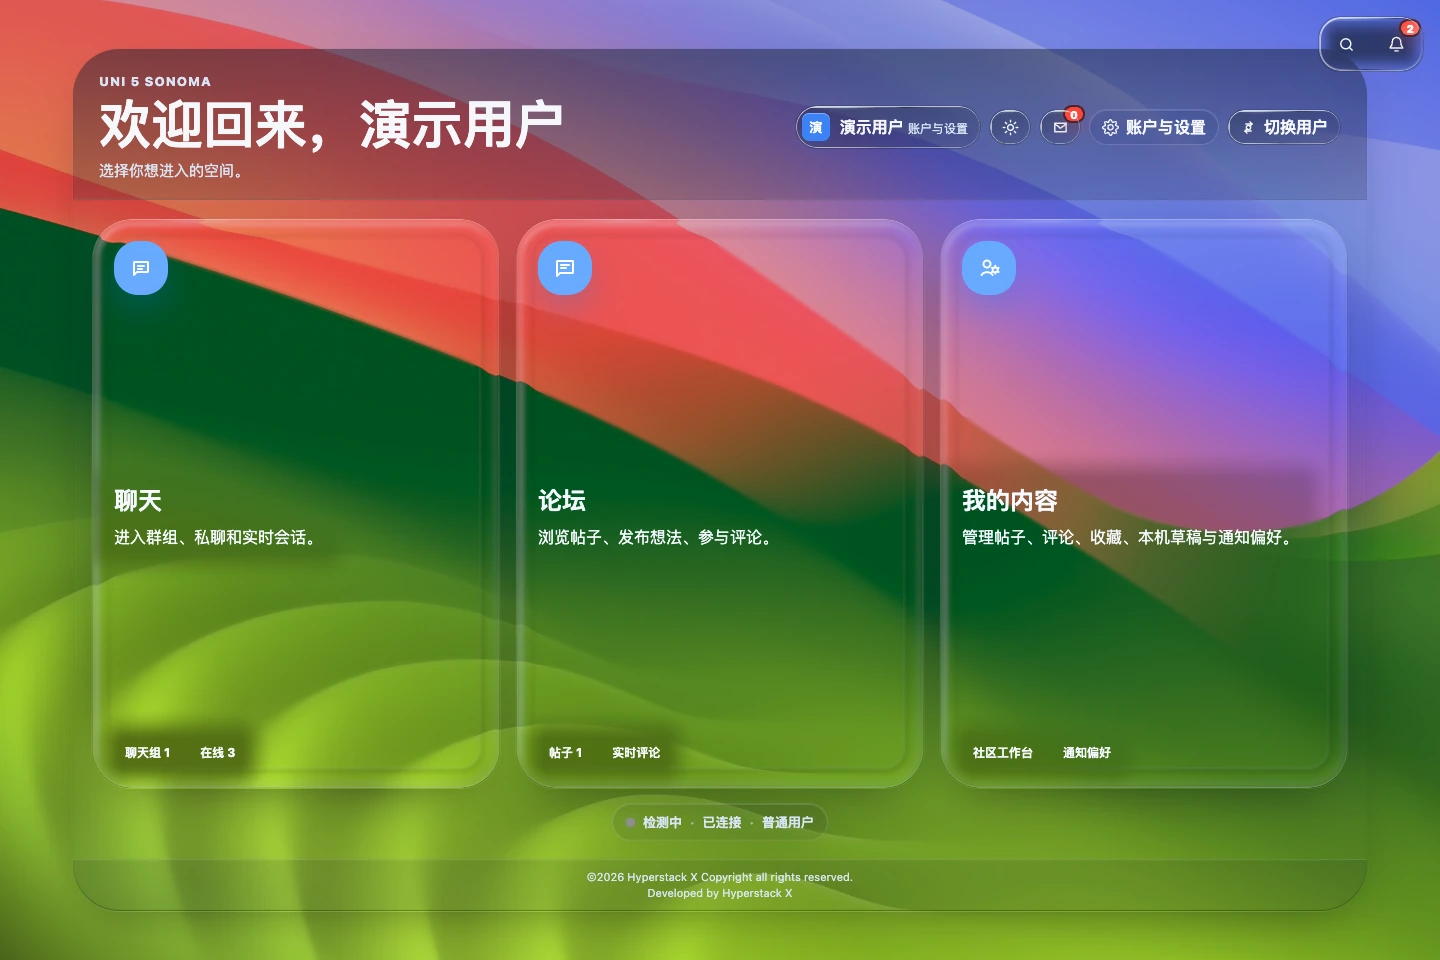 2
UNI 5 SONOMA
欢迎回来，演示用户
选择你想进入的空间。
演 演示用户 账户与设置 0 账户与设置 切换用户
聊天
进入群组、私聊和实时会话。
聊天组 1 在线 3
论坛
浏览帖子、发布想法、参与评论。
帖子 1 实时评论
我的内容
管理帖子、评论、收藏、本机草稿与通知偏好。
社区工作台 通知偏好
检测中 · 已连接 · 普通用户
©2026 Hyperstack X Copyright all rights reserved.
Developed by Hyperstack X